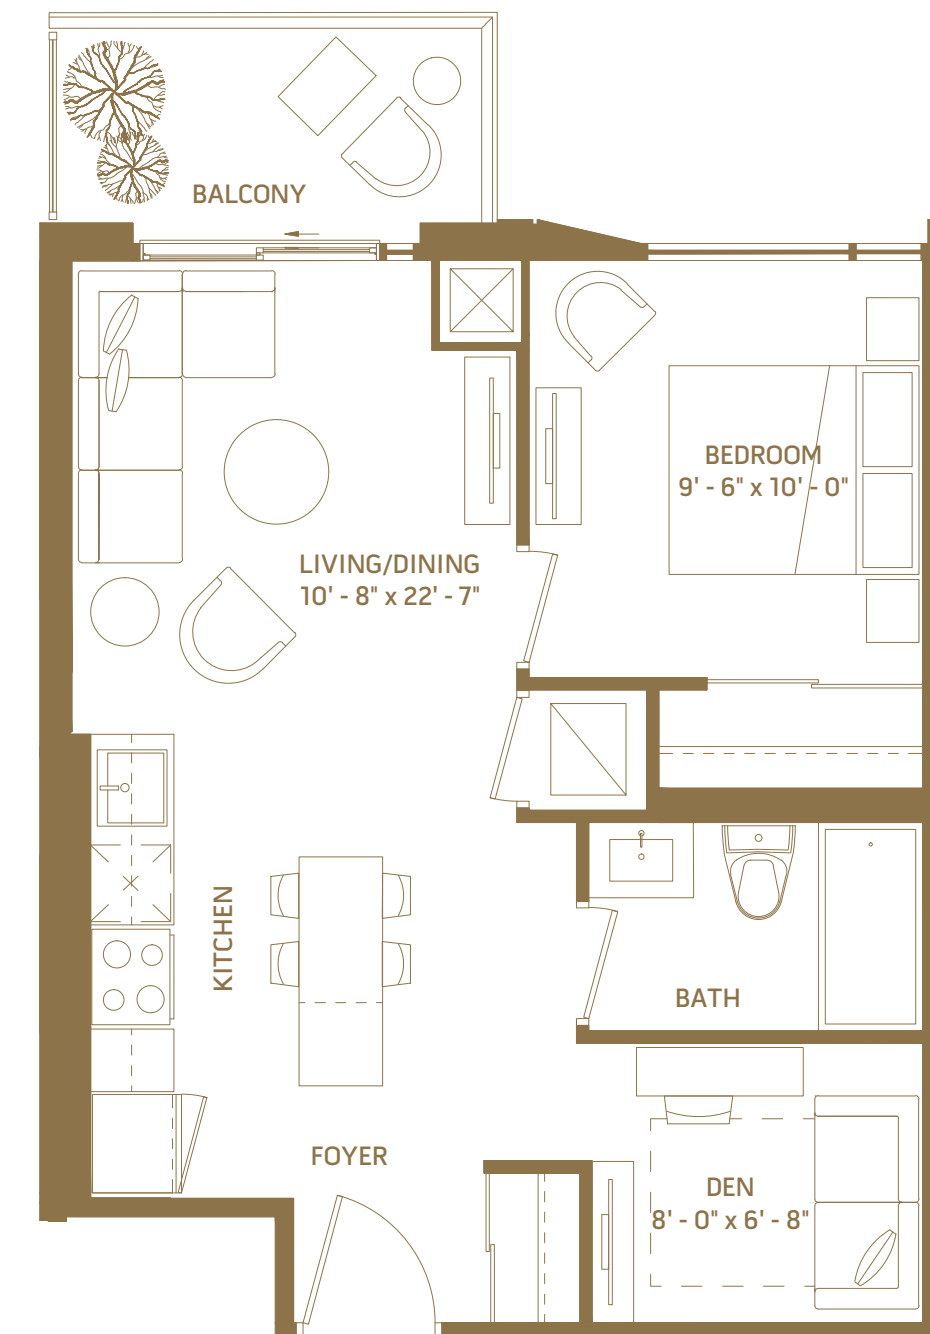 BALCONY
BEDROOM
9' - 6" x 10' - 0"
LIVING/DINING
10' - 8" x 22' - 7"
KITCHEN
BATH
FOYER
DEN
8' - 0" x 6' - 8"